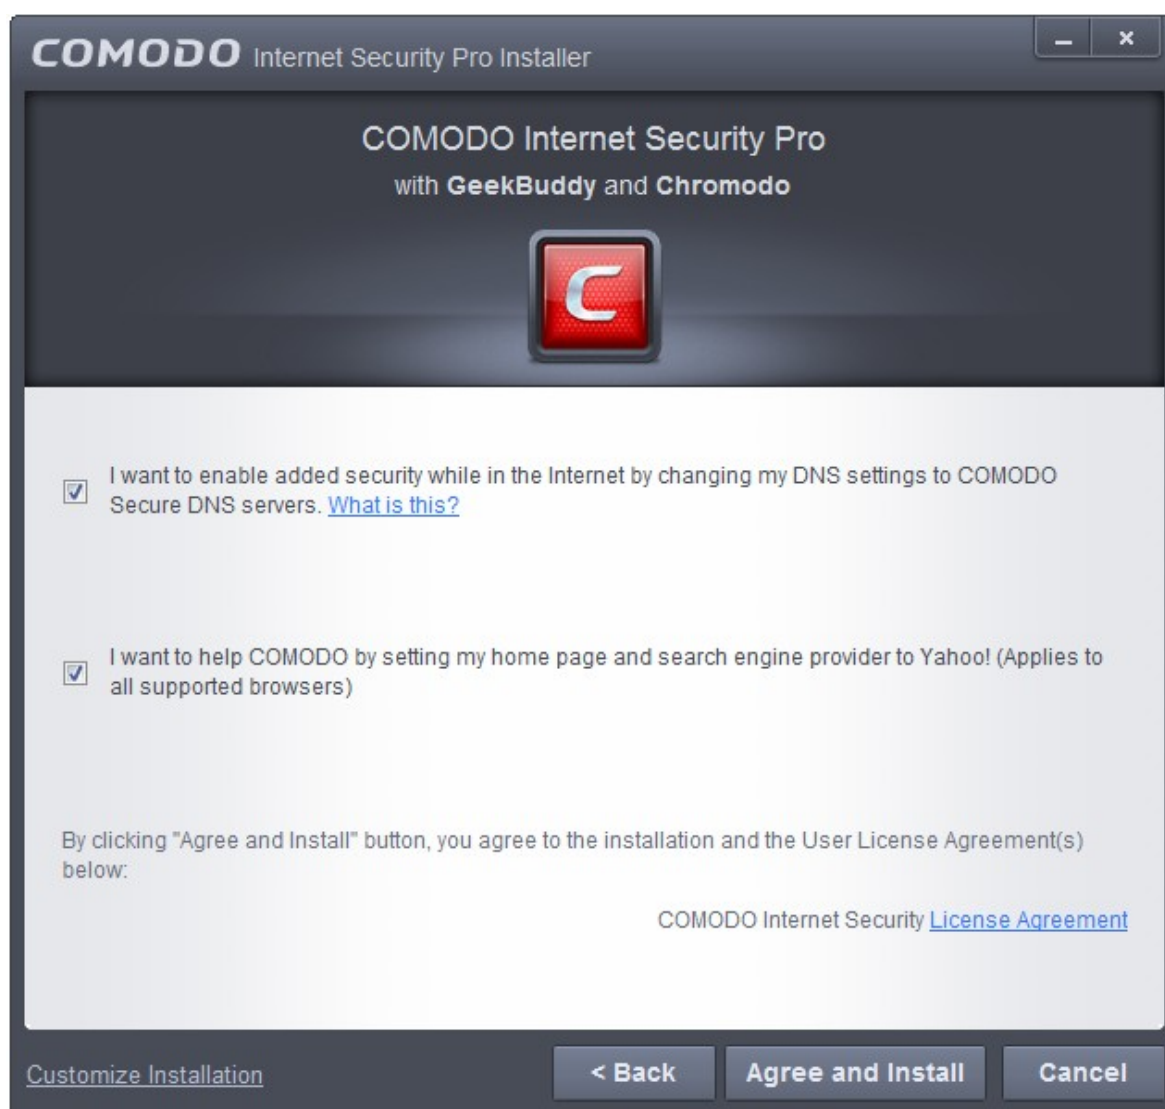 COMODO Internet Security Pro Installer
COMODO Internet Security Pro
with GeekBuddy and Chromodo
I want to enable added security while in the Internet by changing my DNS settings to COMODO
Secure DNS servers. What is this?
I want to help COMODO by setting my home page and search engine provider to Yahoo! (Applies to
all supported browsers)
By clicking "Agree and Install" button, you agree to the installation and the User License Agreement(s)
below:
COMODO Internet Security License Agreement
Customize Installation
< Back
Agree and Install
Cancel